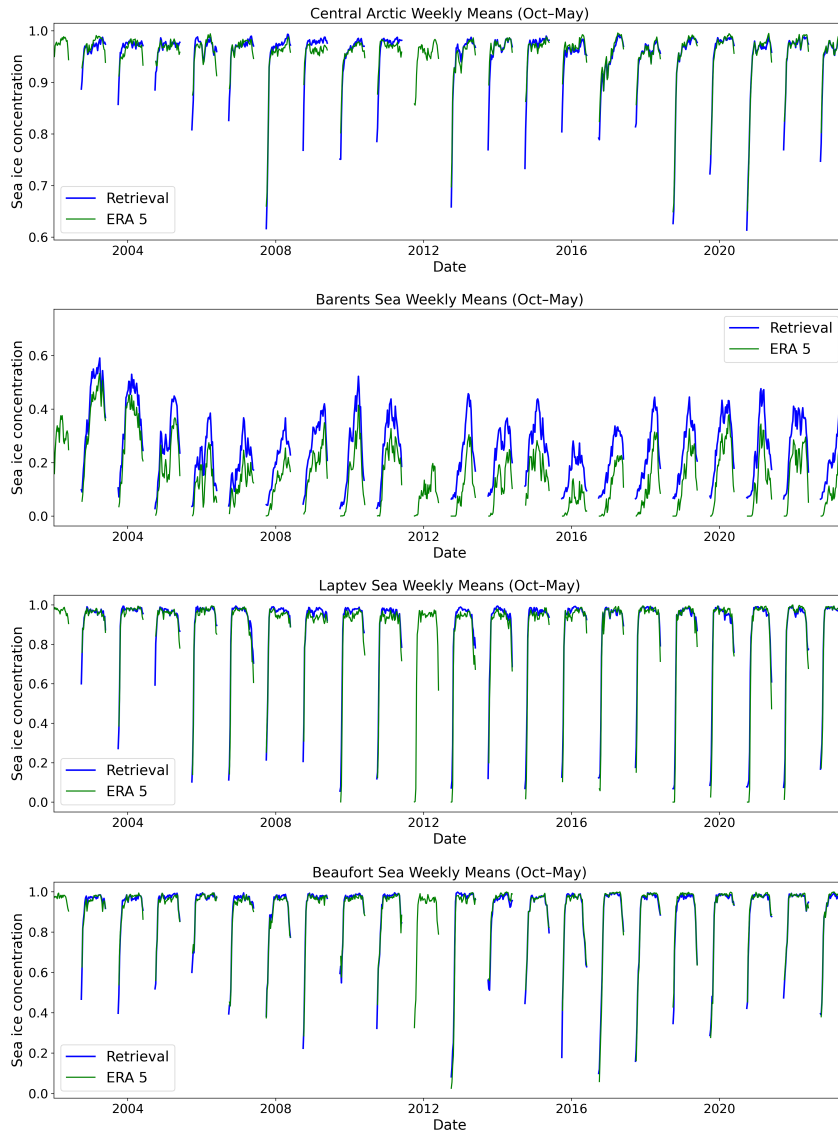 Central Arctic Weekly Means (Oct–May)
Sea ice concentration
1.0
0.9
0.8
0.7
0.6
Retrieval
ERA 5
2004
2008
2012
2016
2020
Date
Barents Sea Weekly Means (Oct–May)
Sea ice concentration
0.6
0.4
0.2
0.0
Retrieval
ERA 5
2004
2008
2012
2016
2020
Date
Laptev Sea Weekly Means (Oct–May)
Sea ice concentration
1.0
0.8
0.6
0.4
0.2
0.0
Retrieval
ERA 5
2004
2008
2012
2016
2020
Date
Beaufort Sea Weekly Means (Oct–May)
Sea ice concentration
1.0
0.8
0.6
0.4
0.2
0.0
Retrieval
ERA 5
2004
2008
2012
2016
2020
Date